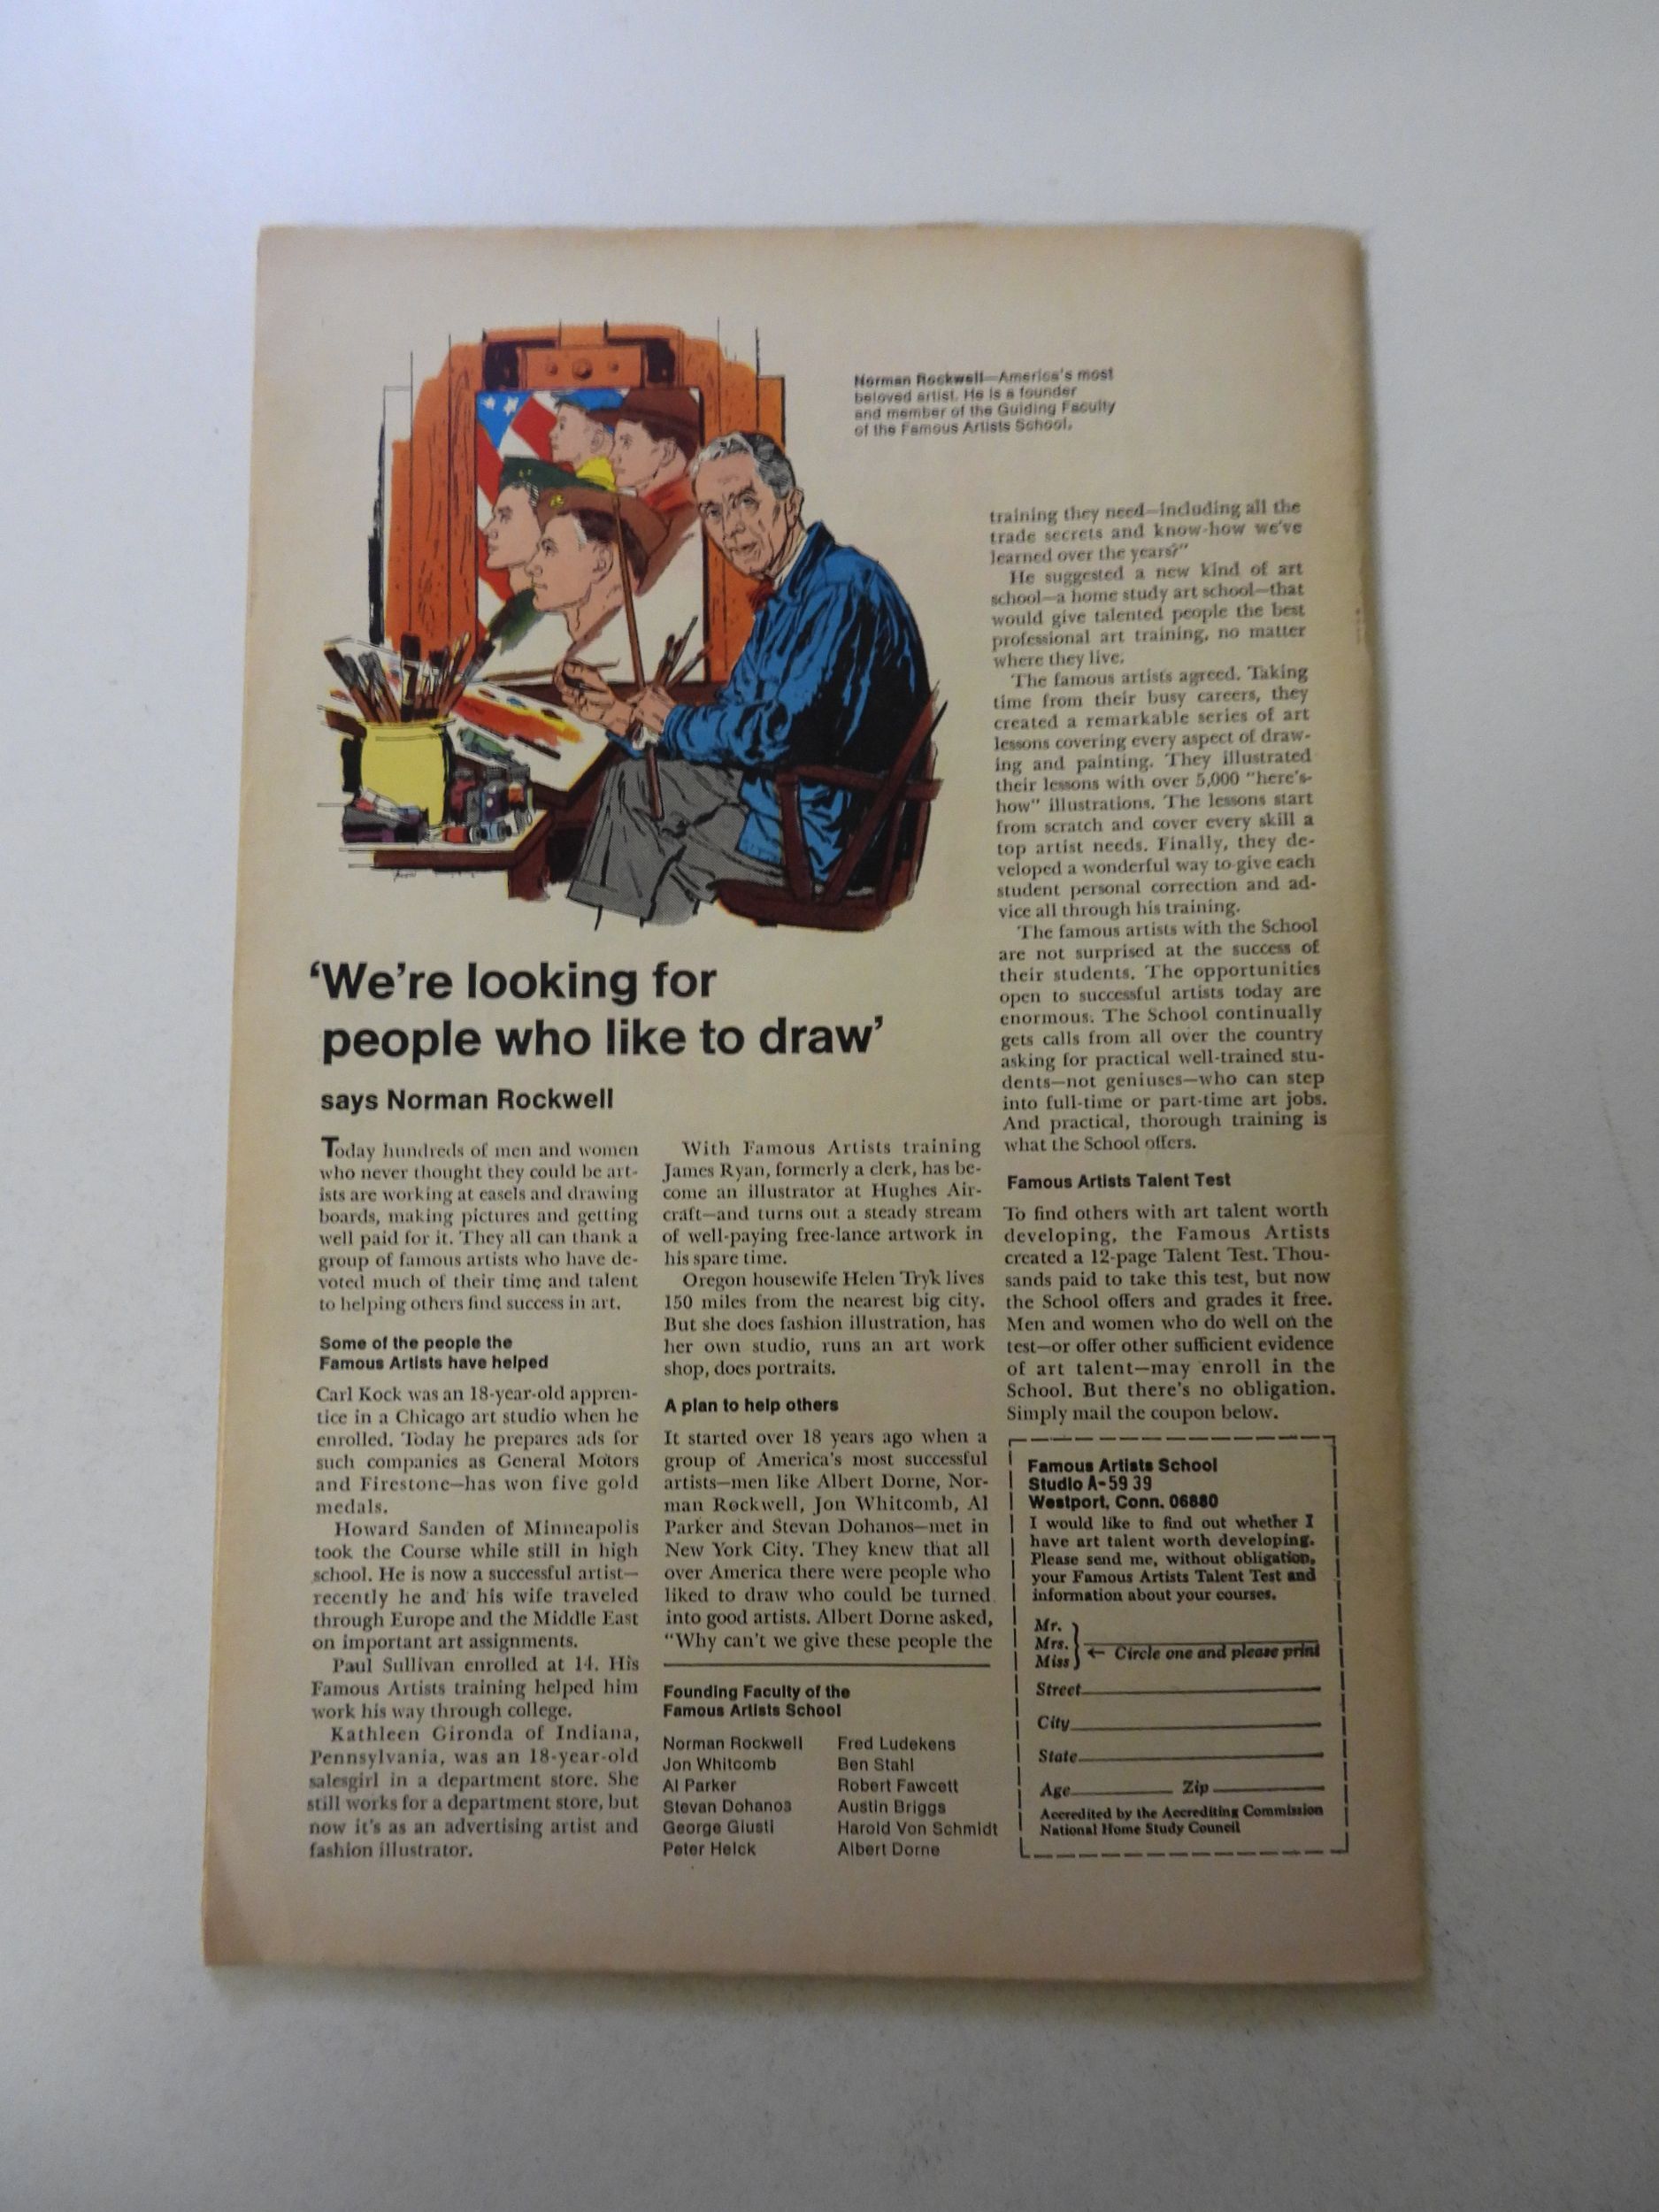 Norman Rockwell—America's most
beloved artist. He is a founder
and member of the Guiding Faculty
of the Famous Artists School.
'We're looking for
people who like to draw'
says Norman Rockwell
Today hundreds of men and women
who never thought they could be art-
ists are working at easels and drawing
boards, making pictures and getting
well paid for it. They all can thank a
group of famous artists who have de-
voted much of their time and talent
to helping others find success in art.
Some of the people the
Famous Artists have helped
Carl Kock was an 18-year-old appren-
tice in a Chicago art studio when he
enrolled. Today he prepares ads for
such companies as General Motors
and Firestone—has won five gold
medals.
Howard Sanden of Minneapolis
took the Course while still in high
school. He is now a successful artist—
recently he and his wife traveled
through Europe and the Middle East
on important art assignments.
Paul Sullivan enrolled at 14. His
Famous Artists training helped him
work his way through college.
Kathleen Gironda of Indiana,
Pennsylvania, was an 18-year-old
salesgirl in a department store. She
still works for a department store, but
now it's as an advertising artist and
fashion illustrator.
With Famous Artists training
James Ryan, formerly a clerk, has be-
come an illustrator at Hughes Air-
craft—and turns out a steady stream
of well-paying free-lance artwork in
his spare time.
Oregon housewife Helen Tryk lives
150 miles from the nearest big city.
But she does fashion illustration, has
her own studio, runs an art work
shop, does portraits.
A plan to help others
It started over 18 years ago when a
group of America's most successful
artists—men like Albert Dorne, Nor-
man Rockwell, Jon Whitcomb, Al
Parker and Stevan Dohanos—met in
New York City. They knew that all
over America there were people who
liked to draw who could be turned
into good artists. Albert Dorne asked,
"Why can't we give these people the
Founding Faculty of the
Famous Artists School
Norman Rockwell
Jon Whitcomb
Al Parker
Stevan Dohanos
George Giusti
Peter Helck
Fred Ludekens
Ben Stahl
Robert Fawcett
Austin Briggs
Harold Von Schmidt
Albert Dorne
training they need—including all the
trade secrets and know-how we've
learned over the years?"
He suggested a new kind of art
school—a home study art school—that
would give talented people the best
professional art training, no matter
where they live.
The famous artists agreed. Taking
time from their busy careers, they
created a remarkable series of art
lessons covering every aspect of draw-
ing and painting. They illustrated
their lessons with over 5,000 "here's-
how" illustrations. The lessons start
from scratch and cover every skill a
top artist needs. Finally, they de-
veloped a wonderful way to give each
student personal correction and ad-
vice all through his training.
The famous artists with the School
are not surprised at the success of
their students. The opportunities
open to successful artists today are
enormous. The School continually
gets calls from all over the country
asking for practical well-trained stu-
dents—not geniuses—who can step
into full-time or part-time art jobs.
And practical, thorough training is
what the School offers.
Famous Artists Talent Test
To find others with art talent worth
developing, the Famous Artists
created a 12-page Talent Test. Thou-
sands paid to take this test, but now
the School offers and grades it free.
Men and women who do well on the
test—or offer other sufficient evidence
of art talent—may enroll in the
School. But there's no obligation.
Simply mail the coupon below.
Famous Artists School
Studio A-59 39
Westport, Conn. 06880
I would like to find out whether I
have art talent worth developing.
Please send me, without obligation,
your Famous Artists Talent Test and
information about your courses.
Mr.
Mrs.
Miss
← Circle one and please print
Street
City
State
Age Zip
Accredited by the Accrediting Commission
National Home Study Council